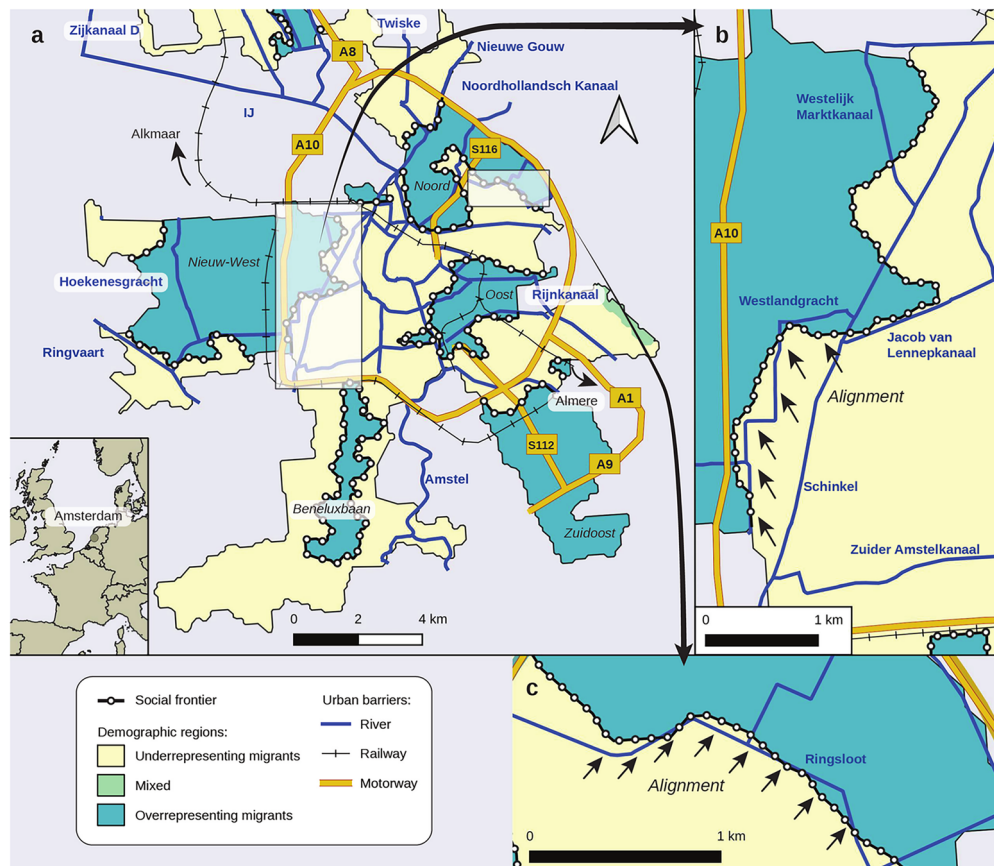 a
Zijkanaal D
A8
Twiske
Nieuwe Gouw
Noordhollandsch Kanaal
IJ
Alkmaar
A10
S116
Noord
Nieuw-West
Hoekenesgracht
Oost
Rijnkanaal
Ringvaart
Almere
A1
S112
A9
Amstel
Beneluxbaan
Zuidoost
Amsterdam
0 2 4 km
b
Westelijk
Marktkanaal
A10
Westlandgracht
Jacob van
Lennepkanaal
Alignment
Schinkel
Zuider Amstelkanaal
0 1 km
c
Ringsloot
Alignment
0 1 km
Social frontier
Demographic regions:
Underrepresenting migrants
Mixed
Overrepresenting migrants
Urban barriers:
River
Railway
Motorway